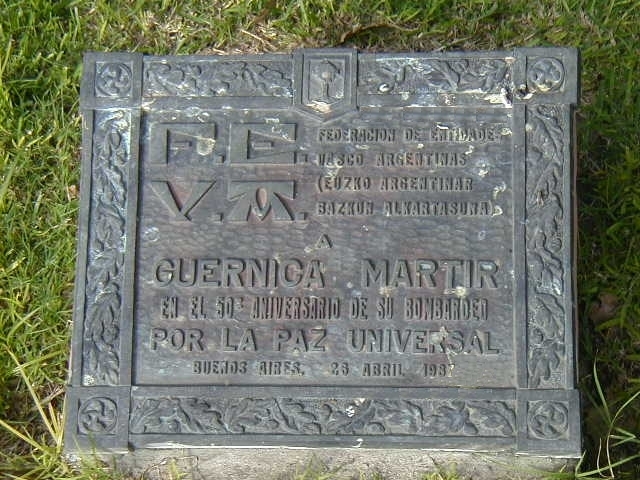 F.E.
V.A.
FEDERACION DE ENTIDADE
VASCO ARGENTINAS
(EUZKO ARGENTINAR
BAZKUN ALKARTASUNA)
A
GUERNICA MARTIR
EN EL 50º ANIVERSARIO DE SU BOMBARDEO
POR LA PAZ UNIVERSAL
BUENOS AIRES, 26 ABRIL 1987